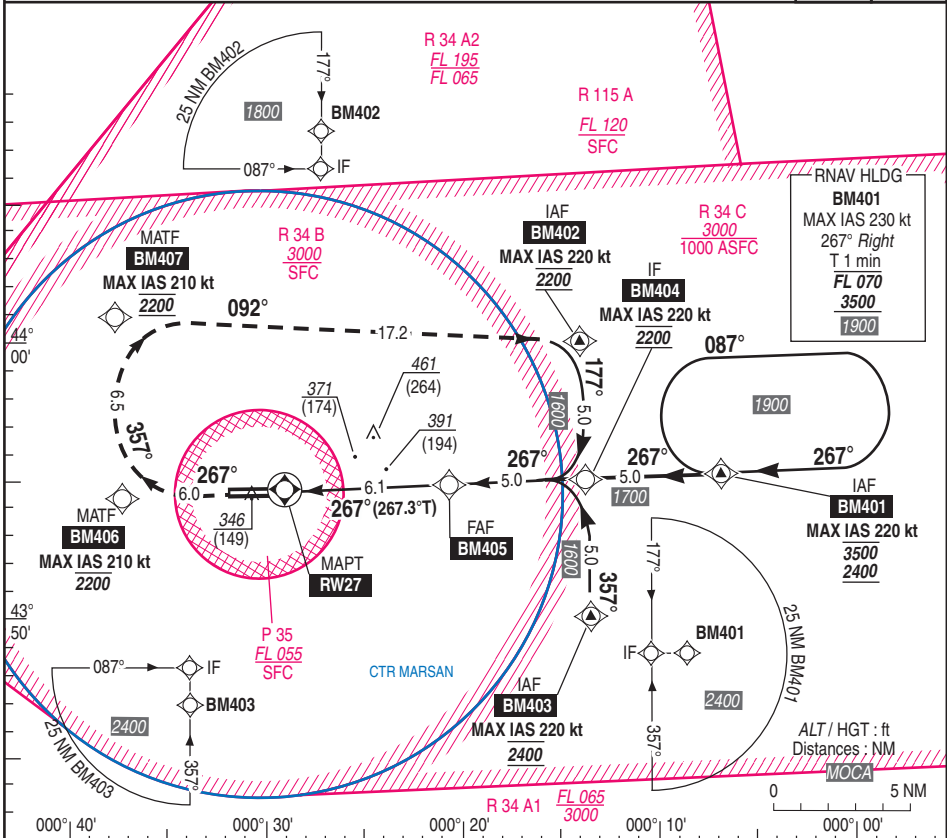 R 34 A2
FL 195
FL 065
R 115 A
FL 120
SFC
25 NM BM402
1800
177°
BM402
087°
IF
RNAV HLDG
BM401
MAX IAS 230 kt
267° Right
T 1 min
FL 070
3500
1900
R 34 B
3000
SFC
R 34 C
3000
1000 ASFC
IAF
BM402
MAX IAS 220 kt
2200
IF
BM404
MAX IAS 220 kt
2200
MATF
BM407
MAX IAS 210 kt
2200
092°
17.2
44°
00'
177°
5.0
1600
087°
1900
267°
6.5
357°
371
(174)
461
(264)
391
(194)
267°
6.0
346
(149)
6.1
267° (267.3°T)
267°
5.0
267°
5.0
1700
IAF
BM401
MAX IAS 220 kt
3500
2400
MATF
BM406
MAX IAS 210 kt
2200
MAPT
RW27
FAF
BM405
1600
5.0
357°
43°
50'
P 35
FL 055
SFC
CTR MARSAN
IAF
BM403
MAX IAS 220 kt
2400
087°
IF
BM403
2400
357°
25 NM BM403
177°
IF
BM401
2400
357°
25 NM BM401
ALT / HGT : ft
Distances : NM
MOCA
0
5 NM
R 34 A1
FL 065
3000
000° 40'
000° 30'
000° 20'
000° 10'
000° 00'